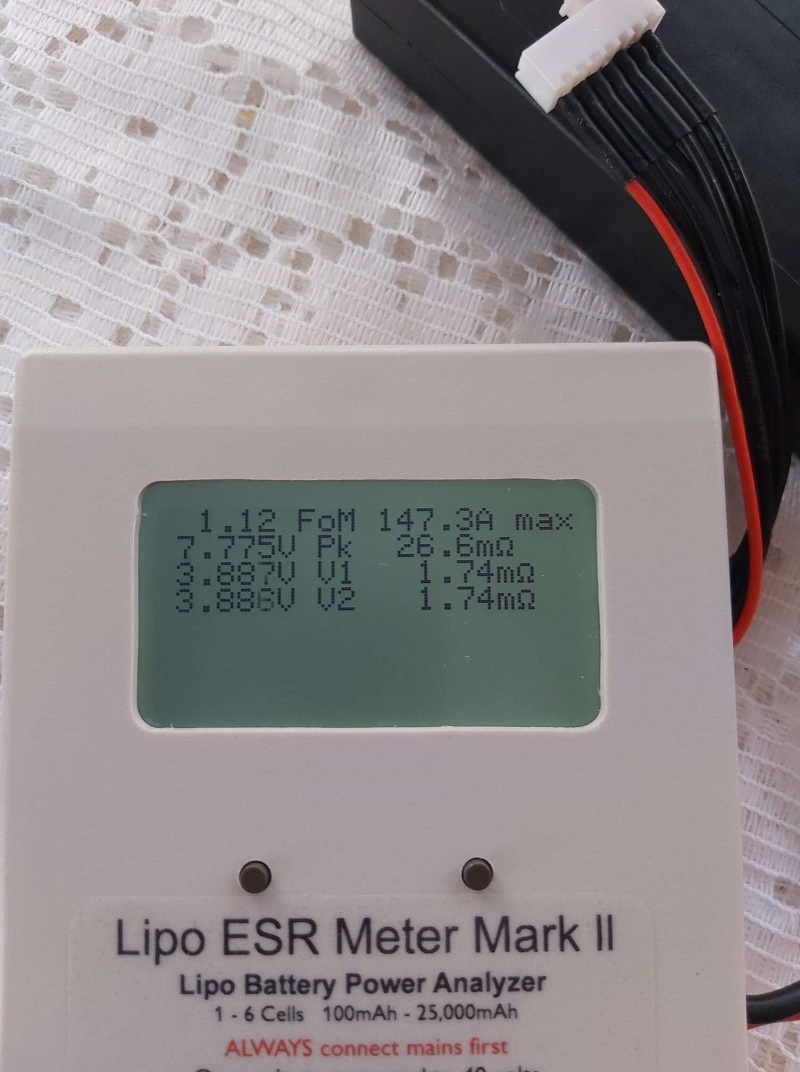 1.12 FoM 147.3A max
7.775V Pk 26.6mΩ
3.887V V1 1.74mΩ
3.886V V2 1.74mΩ
Lipo ESR Meter Mark II
Lipo Battery Power Analyzer
1 - 6 Cells 100mAh - 25,000mAh
ALWAYS connect mains first